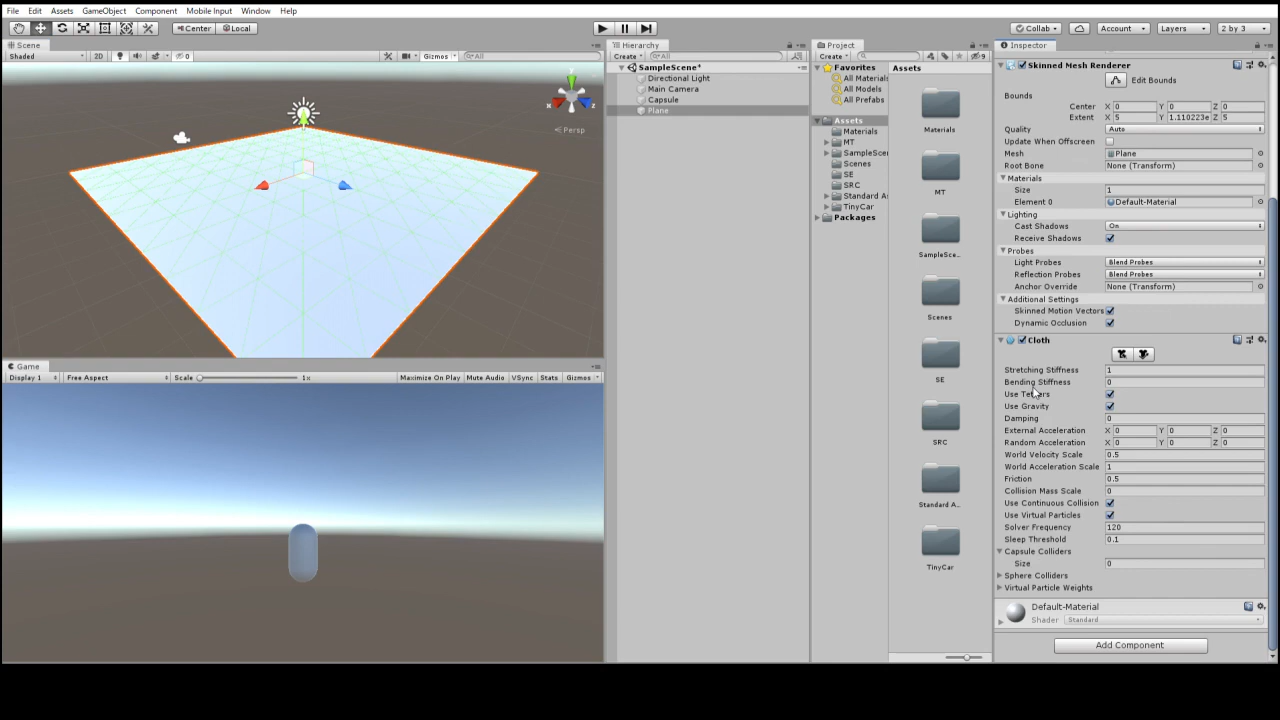 File Edit Assets GameObject Component Mobile Input Window Help
Center Local
Collab Account Layers 2 by 3
Scene
Shaded 2D 0 Gizmos All
x z
Persp
Game
Display 1 Free Aspect Scale 1x Maximize On Play Mute Audio VSync Stats Gizmos
Hierarchy
Create All
SampleScene*
Directional Light
Main Camera
Capsule
Plane
Project
Create 9
Favorites
All Materials
All Models
All Prefabs
Assets
Materials
MT
SampleScen
Scenes
SE
SRC
Standard As
TinyCar
Packages
Assets
Materials
MT
SampleSce...
Scenes
SE
SRC
Standard A...
TinyCar
Inspector
Skinned Mesh Renderer
Edit Bounds
Bounds
Center X 0 Y 0 Z 0
Extent X 5 Y 1.110223e Z 5
Quality Auto
Update When Offscreen
Mesh Plane
Root Bone None (Transform)
Materials
Size 1
Element 0 Default-Material
Lighting
Cast Shadows On
Receive Shadows
Probes
Light Probes Blend Probes
Reflection Probes Blend Probes
Anchor Override None (Transform)
Additional Settings
Skinned Motion Vectors
Dynamic Occlusion
Cloth
Stretching Stiffness 1
Bending Stiffness 0
Use Tethers
Use Gravity
Damping 0
External Acceleration X 0 Y 0 Z 0
Random Acceleration X 0 Y 0 Z 0
World Velocity Scale 0.5
World Acceleration Scale 1
Friction 0.5
Collision Mass Scale 0
Use Continuous Collision
Use Virtual Particles
Solver Frequency 120
Sleep Threshold 0.1
Capsule Colliders
Size 0
Sphere Colliders
Virtual Particle Weights
Default-Material
Shader Standard
Add Component